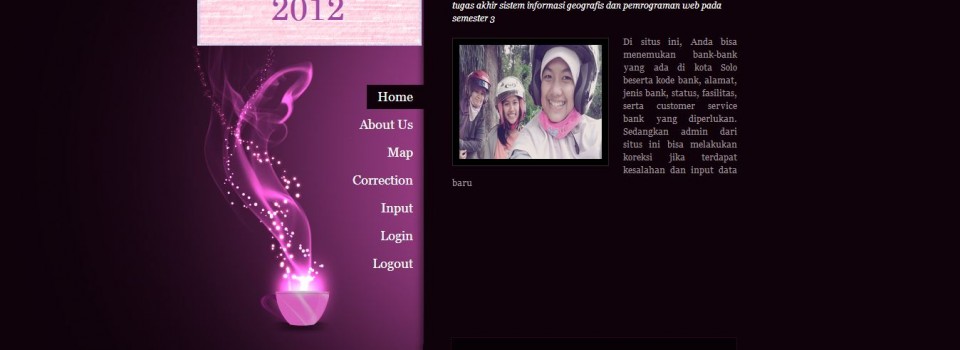 2012
Home
About Us
Map
Correction
Input
Login
Logout
tugas akhir sistem informasi geografis dan pemrograman web pada
semester 3
Di situs ini, Anda bisa
menemukan bank-bank
yang ada di kota Solo
beserta kode bank, alamat,
jenis bank, status, fasilitas,
serta customer service
bank yang diperlukan.
Sedangkan admin dari
situs ini bisa melakukan
koreksi jika terdapat
kesalahan dan input data
baru